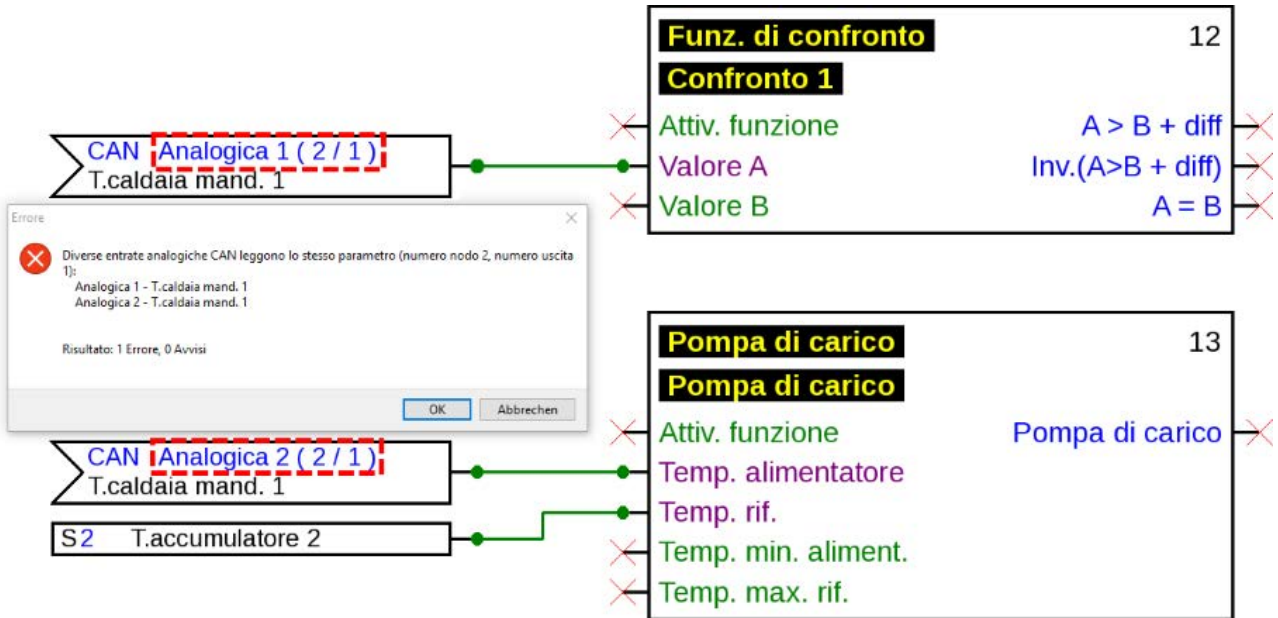 Funz. di confronto 12
Confronto 1
Attiv. funzione A > B + diff
CAN Analogica 1 ( 2 / 1 )
T.caldaia mand. 1
Valore A Inv.(A>B + diff)
Valore B A = B
Errore
Diverse entrate analogiche CAN leggono lo stesso parametro (numero nodo 2, numero uscita
1):
Analogica 1 - T.caldaia mand. 1
Analogica 2 - T.caldaia mand. 1
Risultato: 1 Errore, 0 Avvisi
OK Abbrechen
Pompa di carico 13
Pompa di carico
Attiv. funzione Pompa di carico
CAN Analogica 2 ( 2 / 1 )
T.caldaia mand. 1
Temp. alimentatore
S2 T.accumulatore 2
Temp. rif.
Temp. min. aliment.
Temp. max. rif.